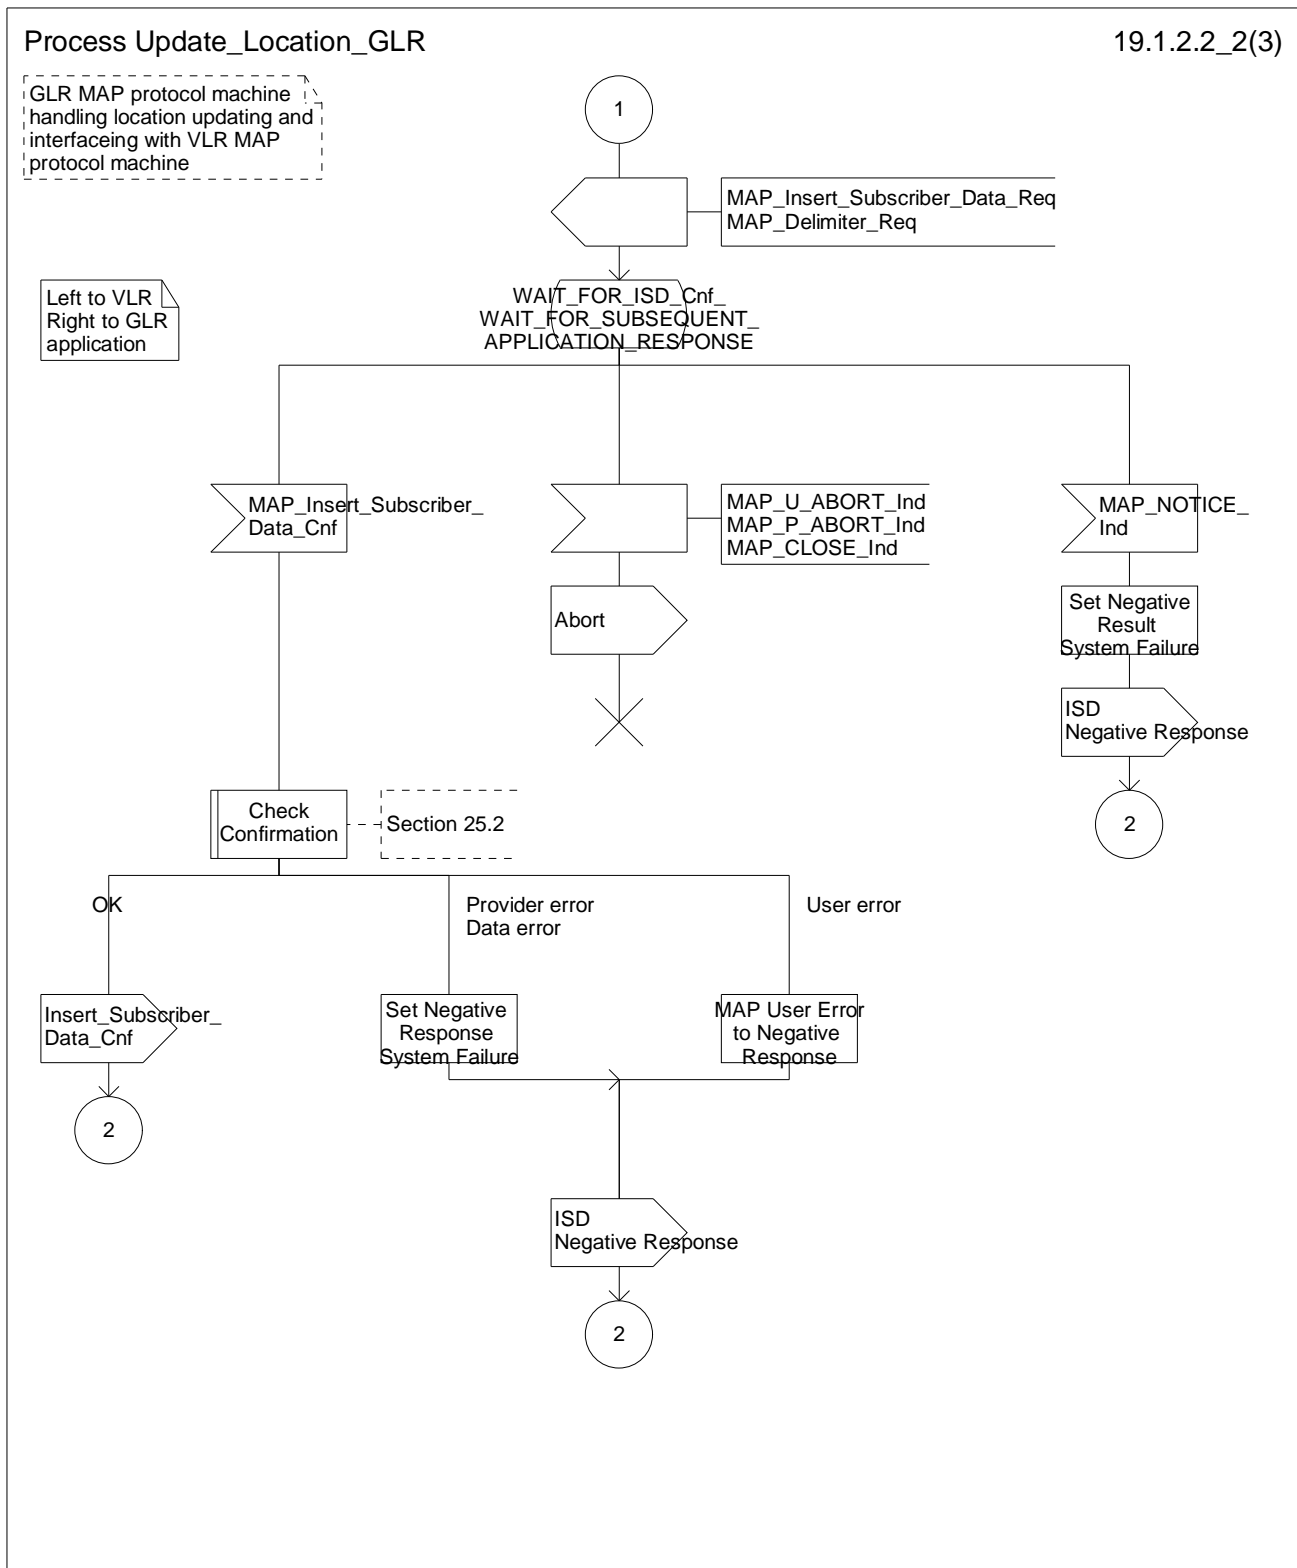 Process Update_Location_GLR
19.1.2.2_2(3)
GLR MAP protocol machine
handling location updating and
interfaceing with VLR MAP
protocol machine
1
MAP_Insert_Subscriber_Data_Req
MAP_Delimiter_Req
Left to VLR
Right to GLR
application
WAIT_FOR_ISD_Cnf_
WAIT_FOR_SUBSEQUENT_
APPLICATION_RESPONSE
MAP_Insert_Subscriber_
Data_Cnf
MAP_U_ABORT_Ind
MAP_P_ABORT_Ind
MAP_CLOSE_Ind
MAP_NOTICE_
Ind
Abort
Set Negative
Result
System Failure
ISD
Negative Response
2
Check
Confirmation
Section 25.2
OK
Provider error
Data error
User error
Insert_Subscriber_
Data_Cnf
Set Negative
Response
System Failure
MAP User Error
to Negative
Response
2
ISD
Negative Response
2